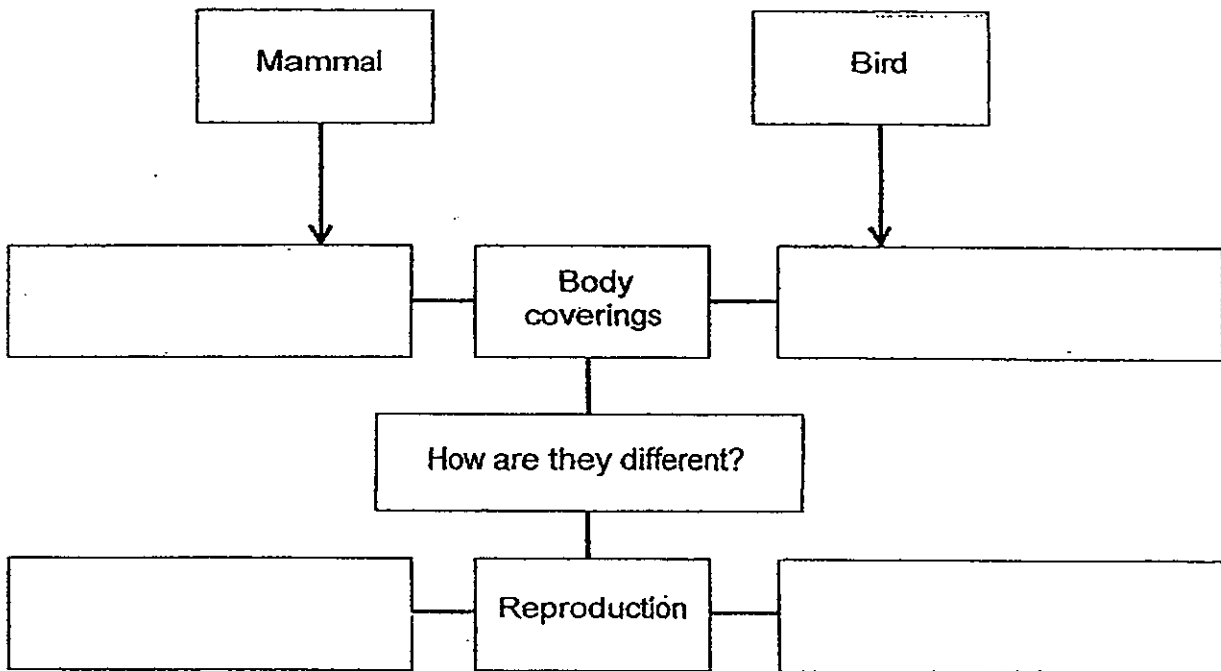 Mammal
Bird
Body
coverings
How are they different?
Reproduction